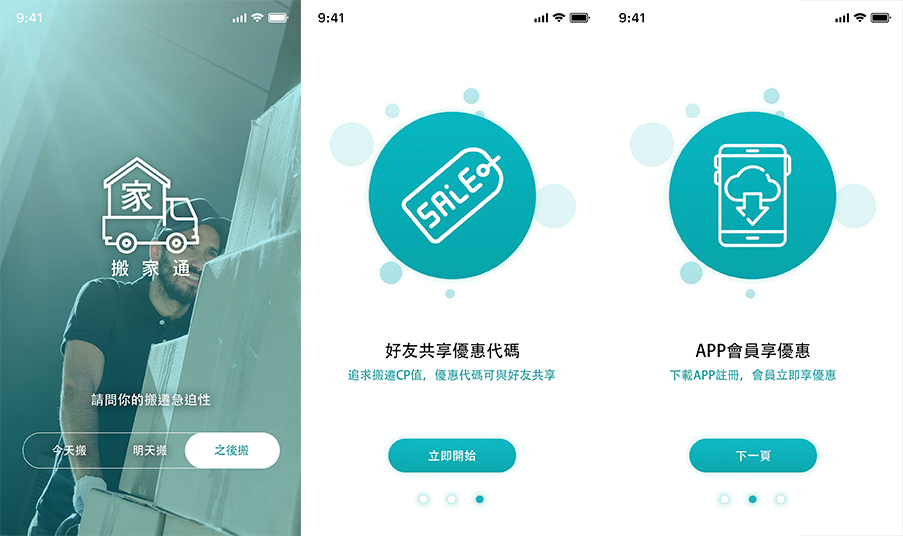 9:41
家
搬家通
請問你的搬遷急迫性
今天搬
明天搬
之後搬
9:41
SALE
好友共享優惠代碼
追求搬遷CP值，優惠代碼可與好友共享
立即開始
9:41
APP會員享優惠
下載APP註冊，會員立即享優惠
下一頁